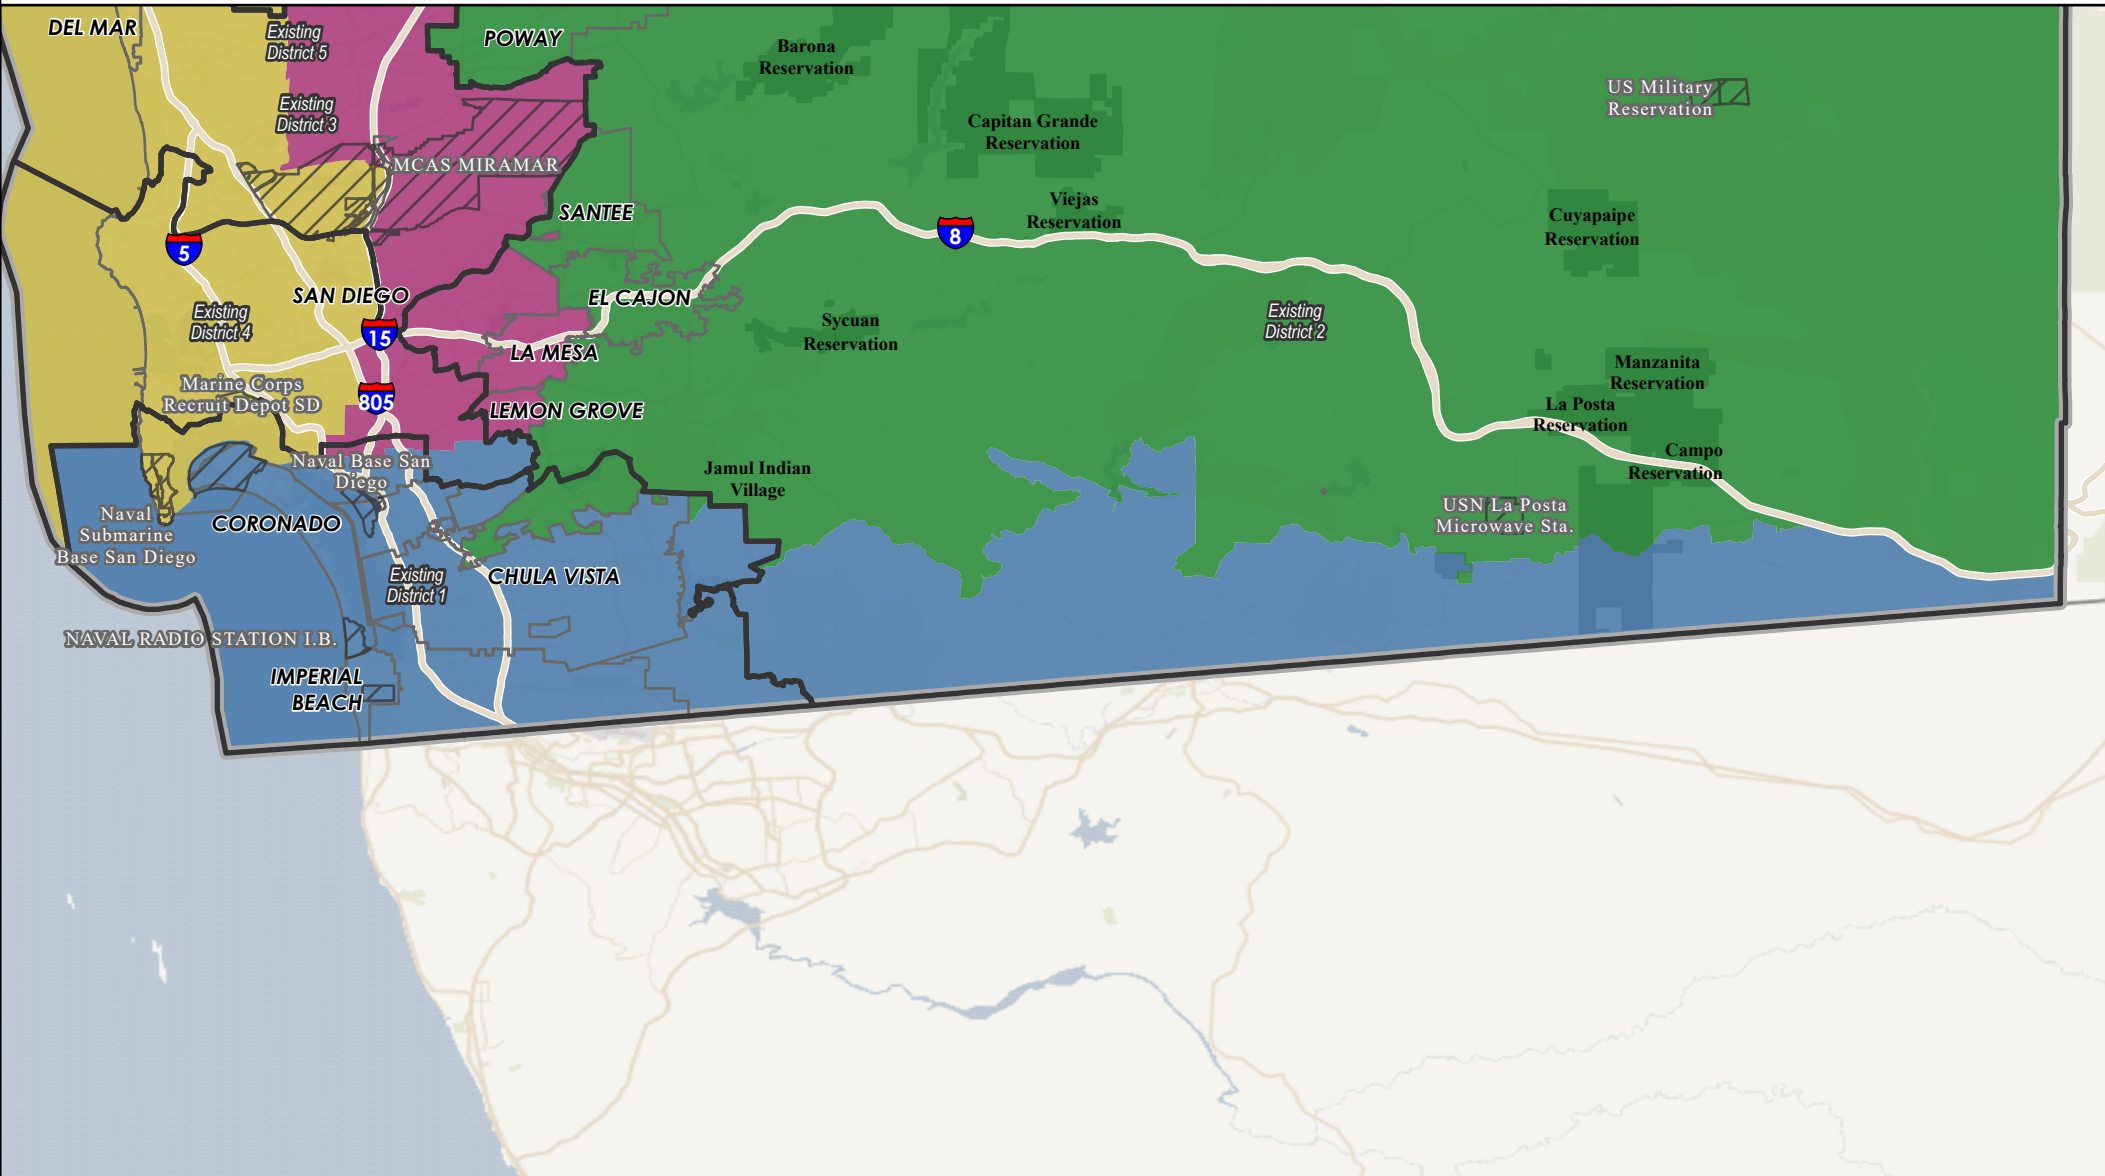 DEL MAR
Existing
District 5
POWAY
Barona
Reservation
US Military
Reservation
Existing
District 3
Capitan Grande
Reservation
MCAS MIRAMAR
SANTEE
Viejas
Reservation
Cuyapaipe
Reservation
5
8
SAN DIEGO
EL CAJON
Existing
District 4
15
Sycuan
Reservation
Existing
District 2
LA MESA
Manzanita
Reservation
Marine Corps
Recruit Depot SD
805
LEMON GROVE
La Posta
Reservation
Naval Base San
Diego
Jamul Indian
Village
Campo
Reservation
Naval
Submarine
Base San Diego
CORONADO
USN La Posta
Microwave Sta.
Existing
District 1
CHULA VISTA
NAVAL RADIO STATION I.B.
IMPERIAL
BEACH